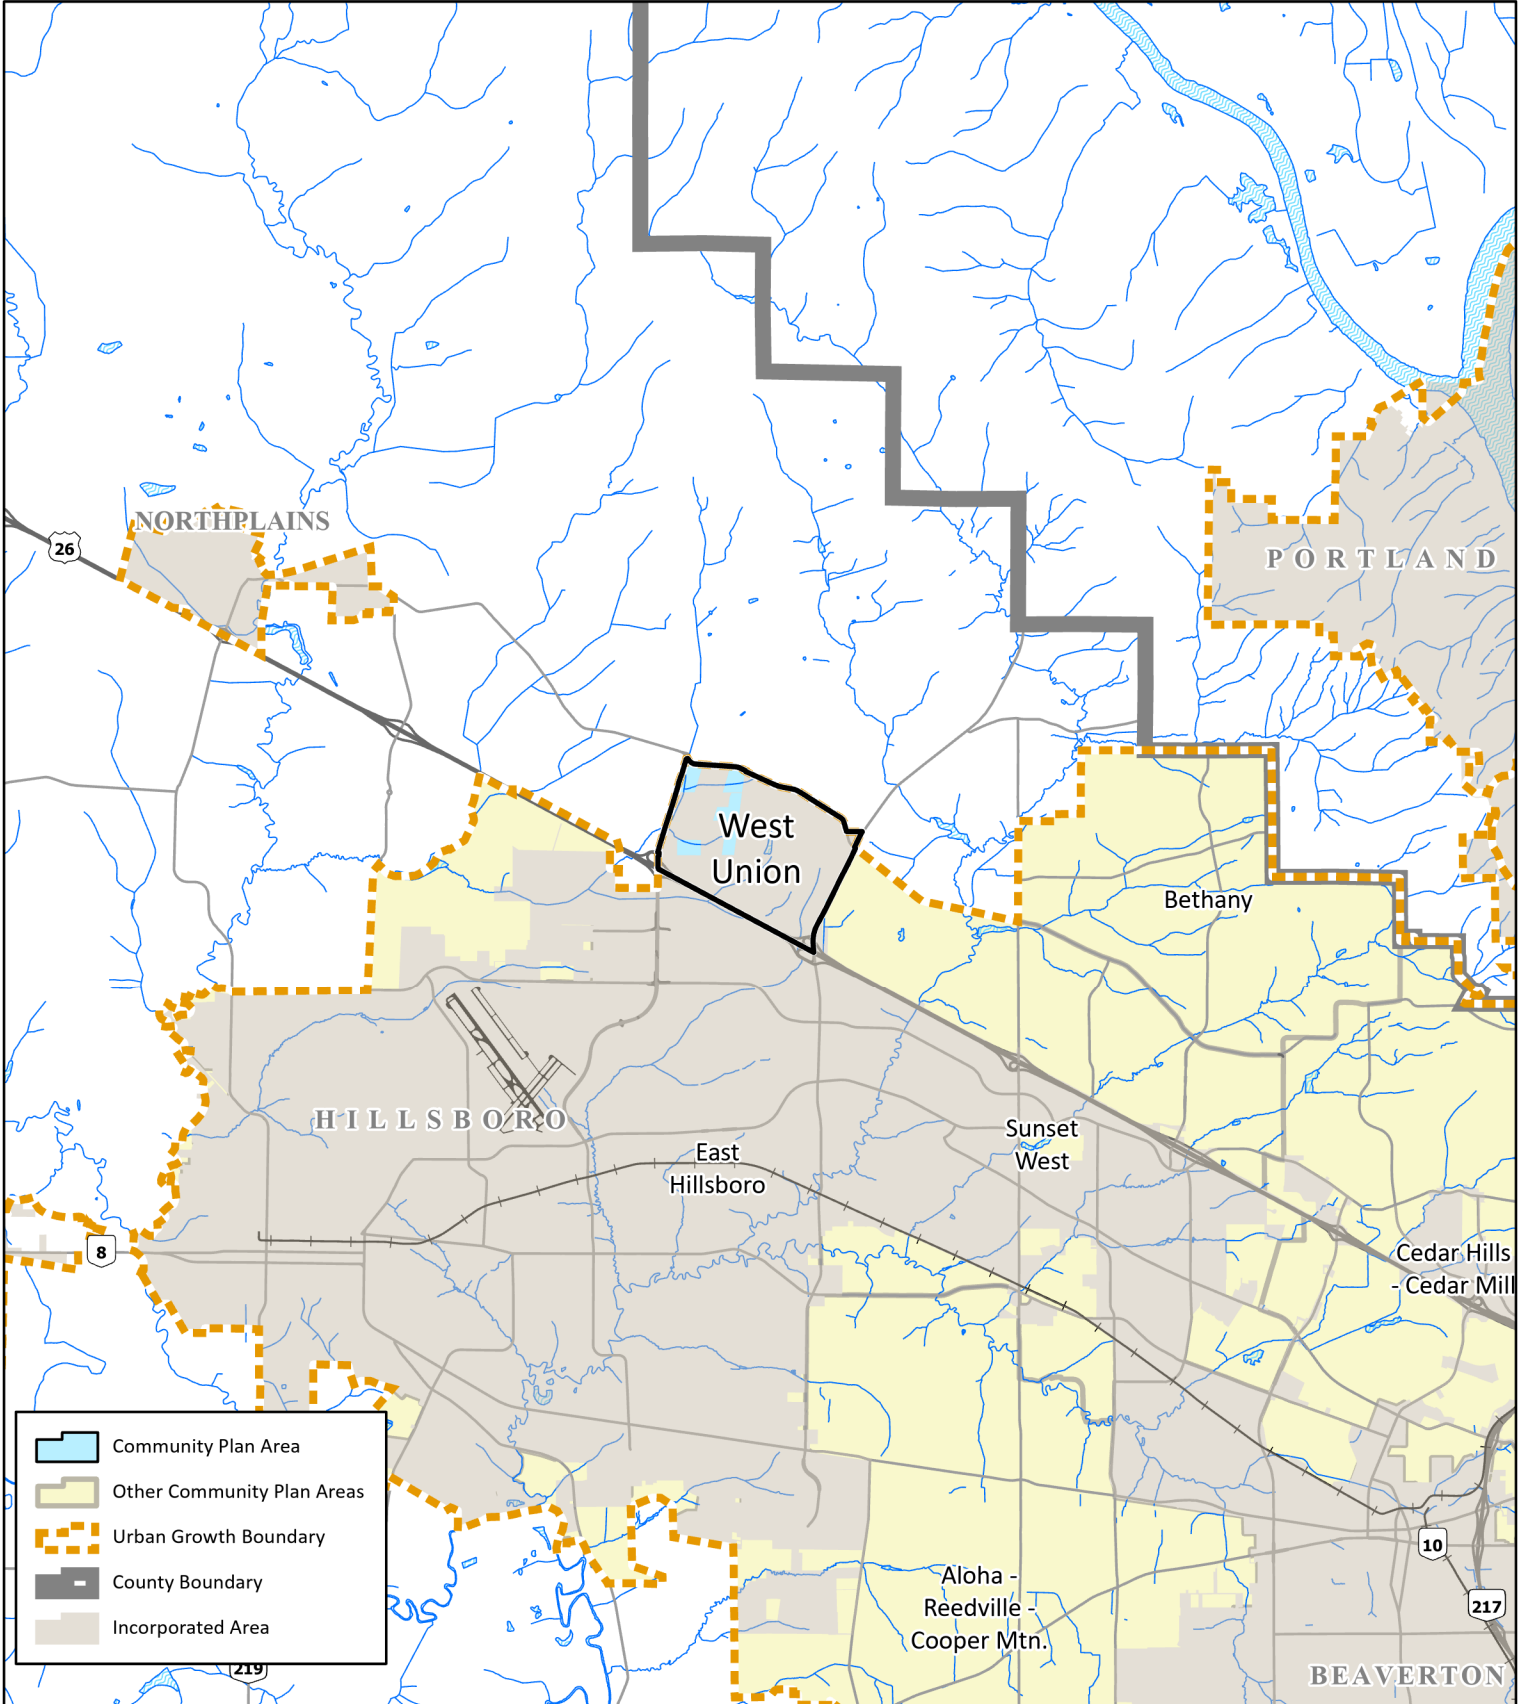 NORTHPLAINS
26
PORTLAND
West
Union
Bethany
HILLSBORO
Sunset
West
East
Hillsboro
8
Cedar Hills
- Cedar Mill
Community Plan Area
Other Community Plan Areas
Urban Growth Boundary
County Boundary
Incorporated Area
10
Aloha -
Reedville -
Cooper Mtn.
217
219
BEAVERTON